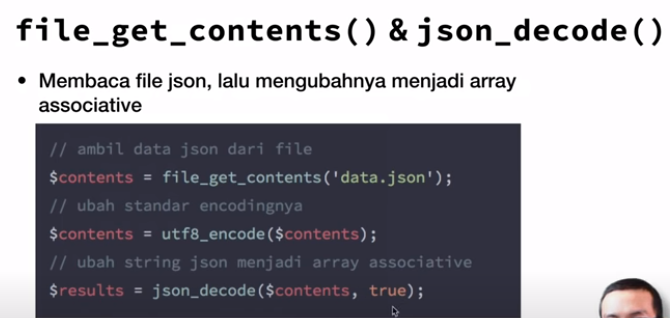 file_get_contents() & json_decode()
• Membaca file json, lalu mengubahnya menjadi array
associative
// ambil data json dari file
$contents = file_get_contents('data.json');
// ubah standar encodingnya
$contents = utf8_encode($contents);
// ubah string json menjadi array associative
$results = json_decode($contents, true);